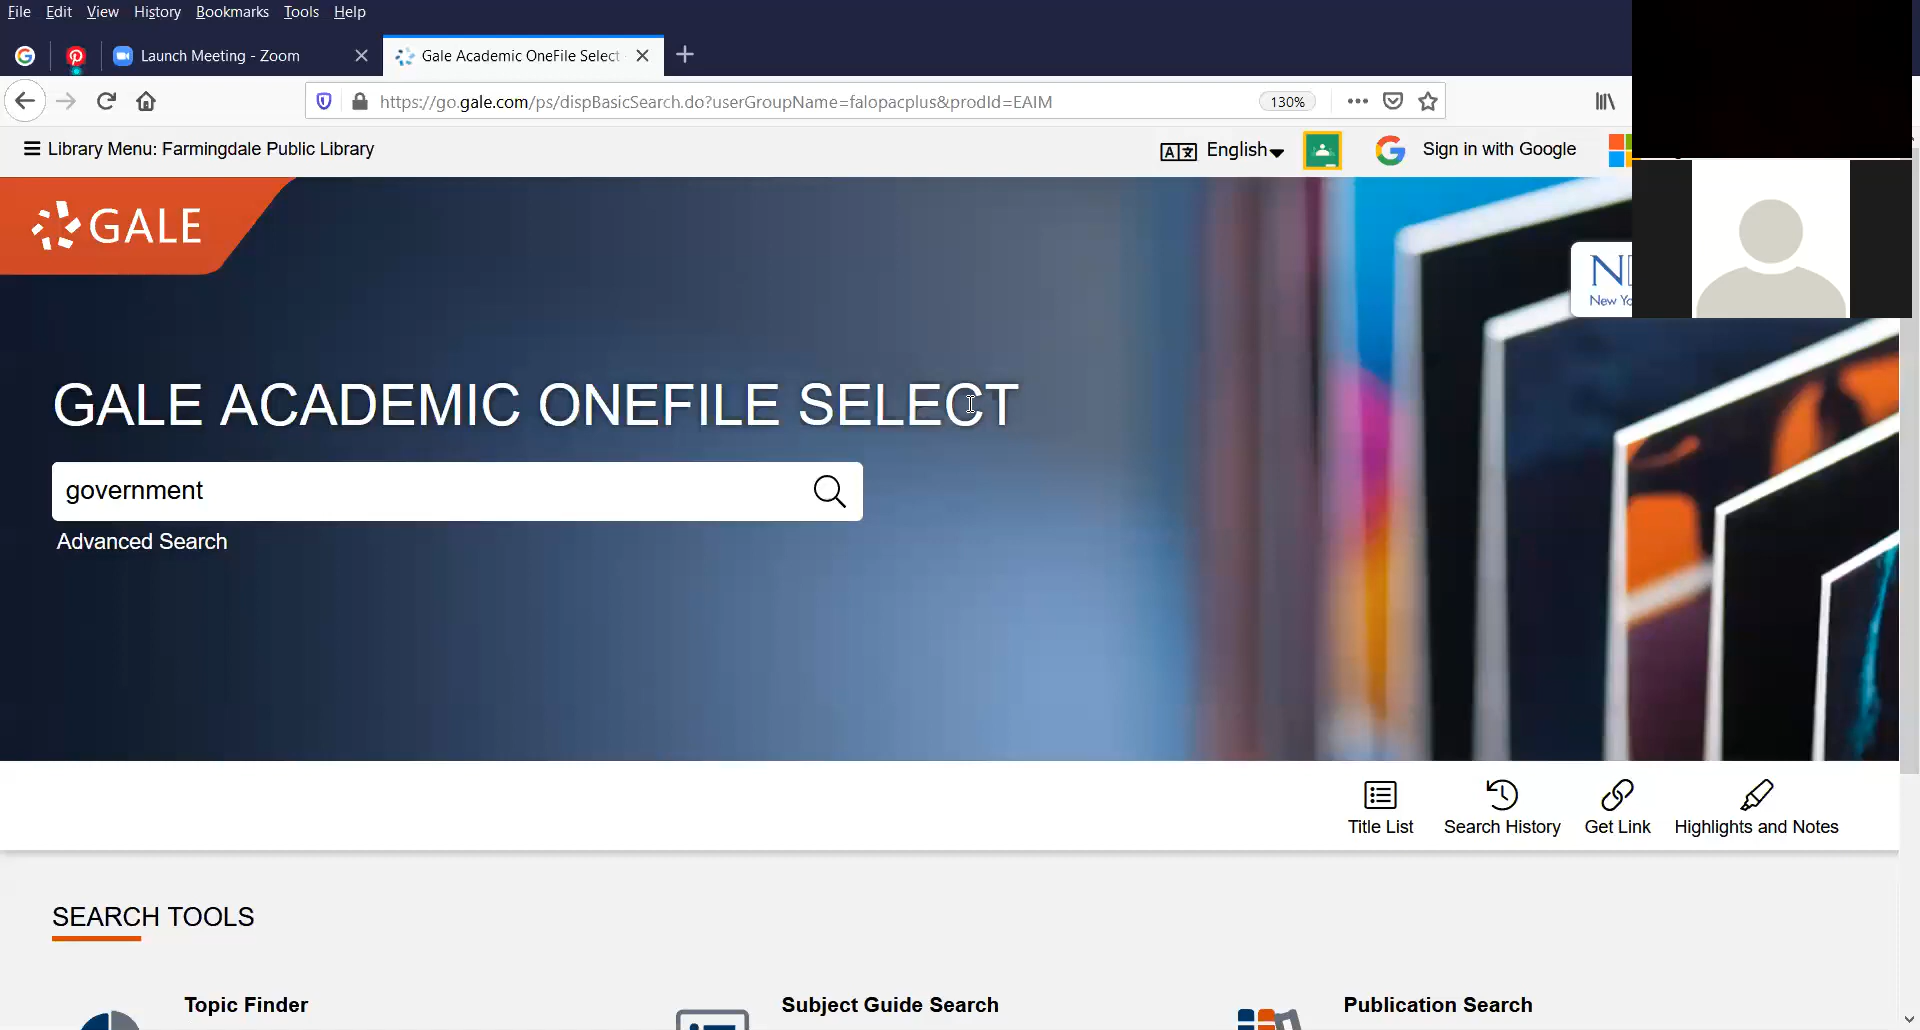 File Edit View History Bookmarks Tools Help
Launch Meeting - Zoom
Gale Academic OneFile Select
https://go.gale.com/ps/dispBasicSearch.do?userGroupName=falopacplus&prodId=EAIM
130%
Library Menu: Farmingdale Public Library
English
Sign in with Google
GALE
New Yo
GALE ACADEMIC ONEFILE SELECT
government
Advanced Search
Title List
Search History
Get Link
Highlights and Notes
SEARCH TOOLS
Topic Finder
Subject Guide Search
Publication Search